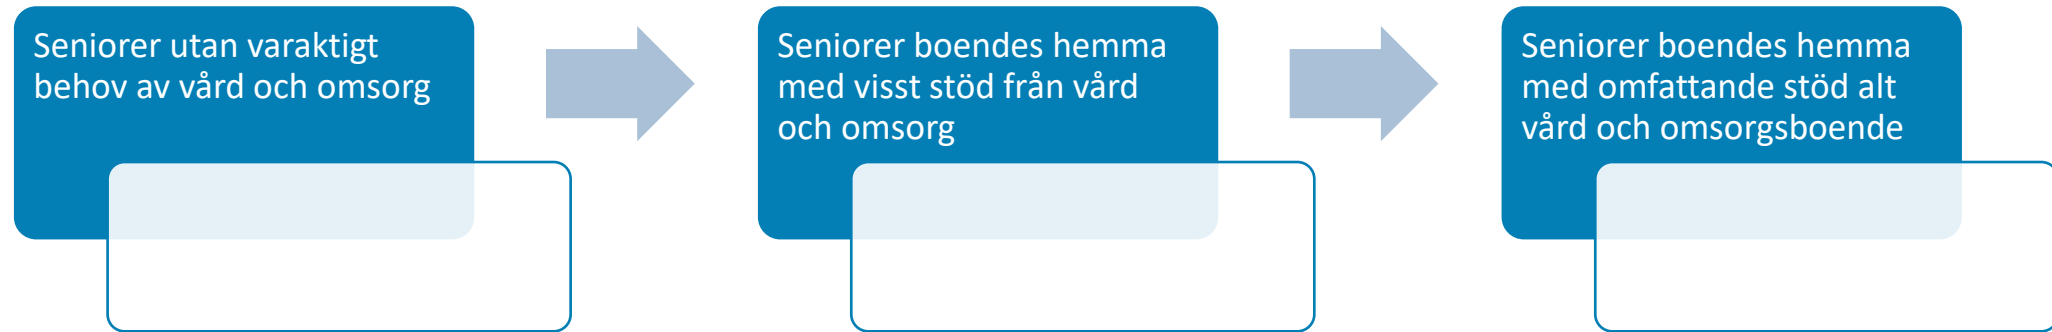 Seniorer utan varaktigt
behov av vård och omsorg
Seniorer boendes hemma
med visst stöd från vård
och omsorg
Seniorer boendes hemma
med omfattande stöd alt
vård och omsorgsboende